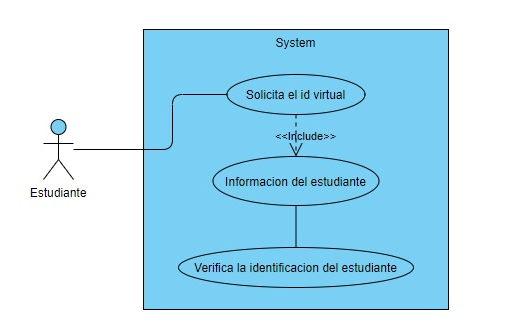 System
Solicita el id virtual
<<Include>>
Estudiante
Informacion del estudiante
Verifica la identificacion del estudiante